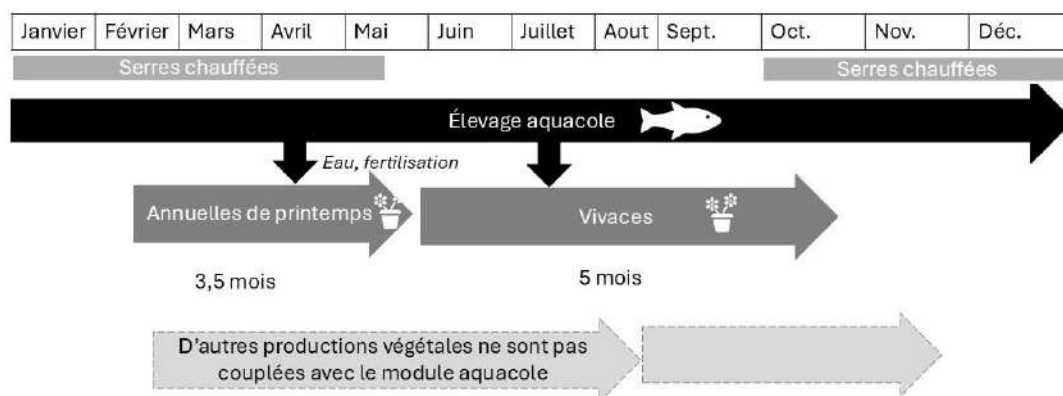 Janvier Février Mars Avril Mai Juin Juillet Aout Sept. Oct. Nov. Déc.
Serres chauffées Serres chauffées
Élevage aquacole
Eau, fertilisation
Annuelles de printemps Vivaces
3,5 mois 5 mois
D'autres productions végétales ne sont pas
couplées avec le module aquacole